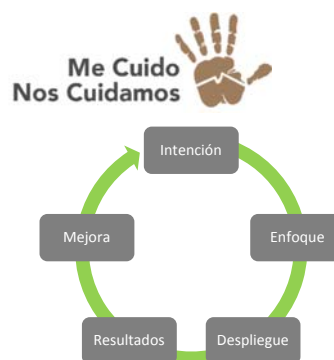 Me Cuido
Nos Cuidamos
Intención
Enfoque
Despliegue
Resultados
Mejora